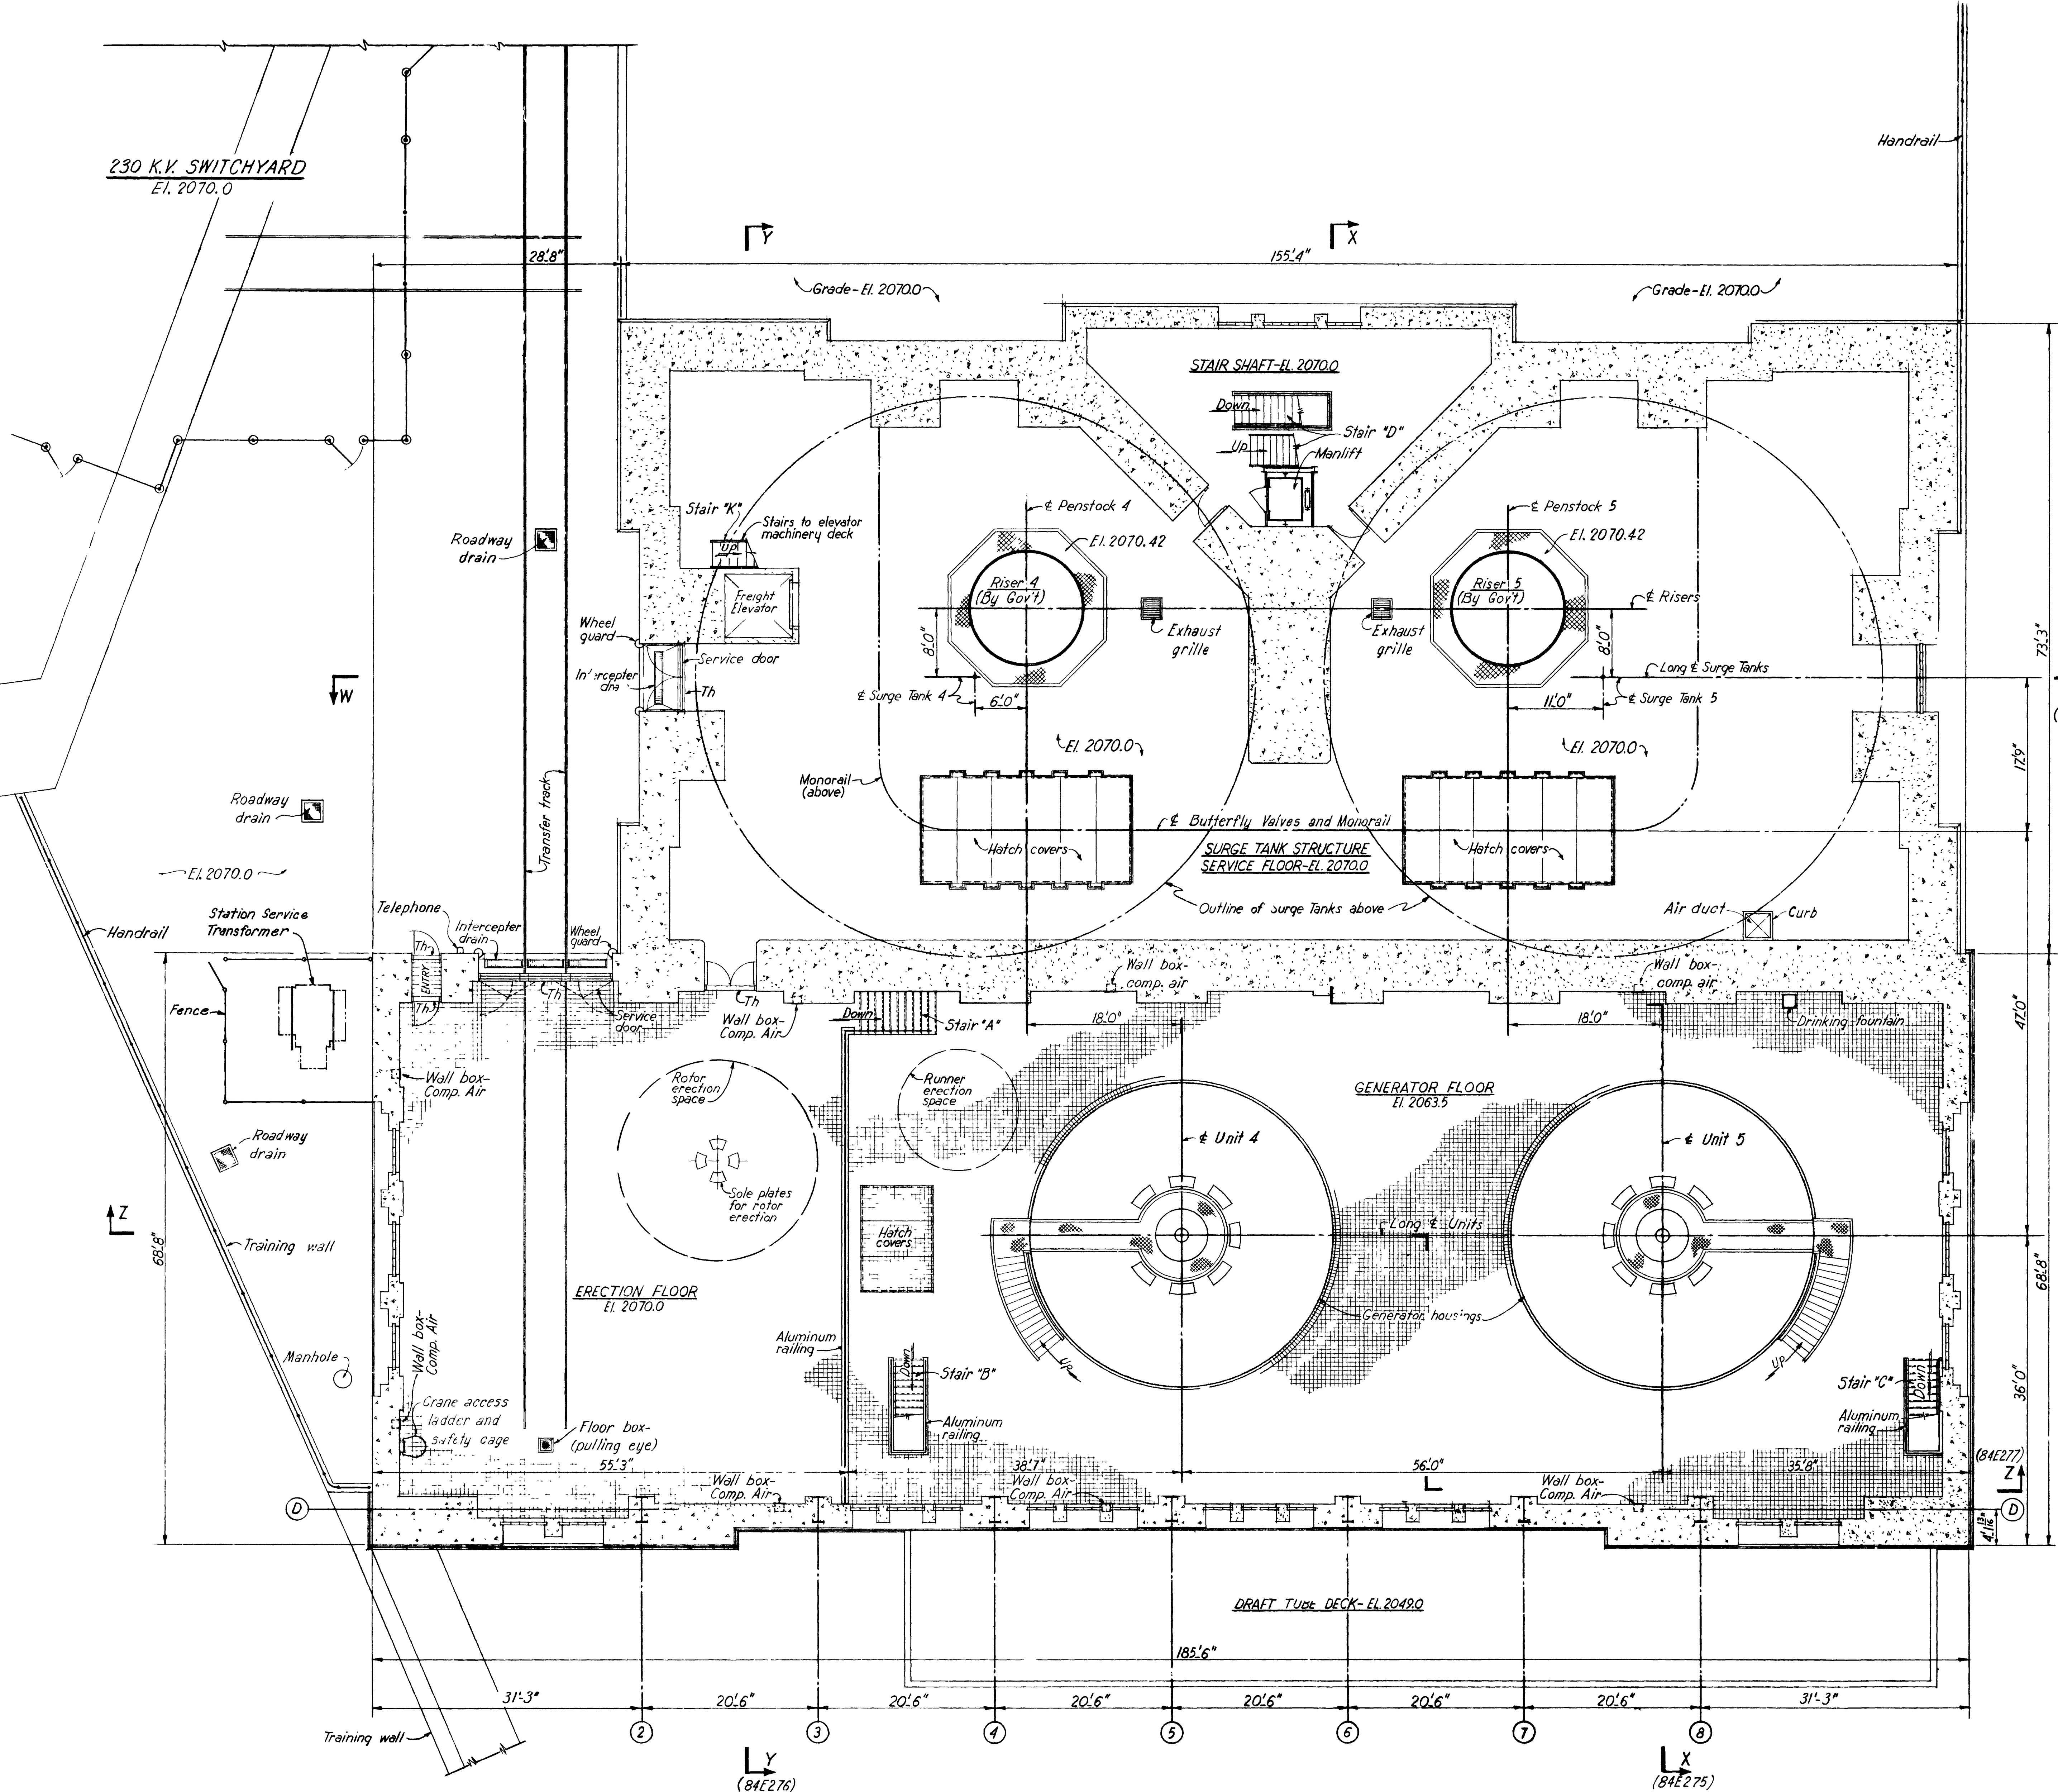 Handrail
230 K.V. SWITCHYARD
El. 2070.0
Y
X
28'-8"
155'-4"
Grade-El. 2070.0
Grade-El. 2070.0
STAIR SHAFT-EL. 2070.0
Down
Stair "D"
Up
Manlift
Stair "K"
Stairs to elevator
machinery deck
Up
℄ Penstock 4
℄ Penstock 5
Roadway
drain
El. 2070.42
El. 2070.42
Riser 4
(By Gov't)
Riser 5
(By Gov't)
Freight
Elevator
℄ Risers
Wheel
guard
Exhaust
grille
Exhaust
grille
8'-0"
8'-0"
73'-3"
Service door
Th
Long ℄ Surge Tanks
℄ Surge Tank 4
℄ Surge Tank 5
6'-0"
11'-0"
W
El. 2070.0
El. 2070.0
17'-9"
Monorail
(above)
Roadway
drain
Transfer track
℄ Butterfly Valves and Monorail
Hatch covers
SURGE TANK STRUCTURE
SERVICE FLOOR-EL. 2070.0
Hatch covers
El. 2070.0
Outline of Surge Tanks above
Air duct
Curb
Station Service
Transformer
Telephone
Intercepter
drain
Wheel
guard
Handrail
Th
ENTRY
Th
Th
Th
Service
door
Wall box-
comp. air
Wall box-
comp. air
Fence
Wall box-
Comp. Air
Down
Stair "A"
18'-0"
18'-0"
Drinking fountain
47'-0"
Wall box-
Comp. Air
Rotor
erection
space
Runner
erection
space
GENERATOR FLOOR
El. 2063.5
Roadway
drain
℄ Unit 4
℄ Unit 5
Sole plates
for rotor
erection
Z
68'-8"
Training wall
Hatch
covers
Long ℄ Units
68'-8"
ERECTION FLOOR
El. 2070.0
Generator housings
Aluminum
railing
Wall box-
Comp. Air
Manhole
Down
Stair "B"
Up
Up
Stair "C"
Down
36'-0"
Crane access
ladder and
safety cage
Floor box-
(pulling eye)
Aluminum
railing
Aluminum
railing
(84E277)
Z
55'-3"
38'-7"
56'-0"
35'-8"
Wall box-
Comp. Air
Wall box-
Comp. Air
Wall box-
Comp. Air
D
D
4'-1 13/16"
DRAFT TUBE DECK-EL. 2049.0
185'-6"
31'-3"
20'-6"
20'-6"
20'-6"
20'-6"
20'-6"
20'-6"
31'-3"
Training wall
2
3
4
5
6
7
8
Y
(84E276)
X
(84E275)